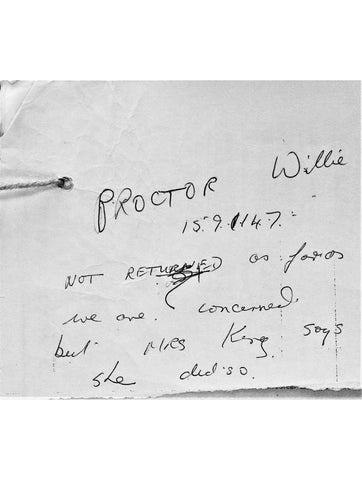 PROCTOR Willie
15.9.1147.
NOT RETURNED as far as
we are concerned
but MRS King says
she did so.